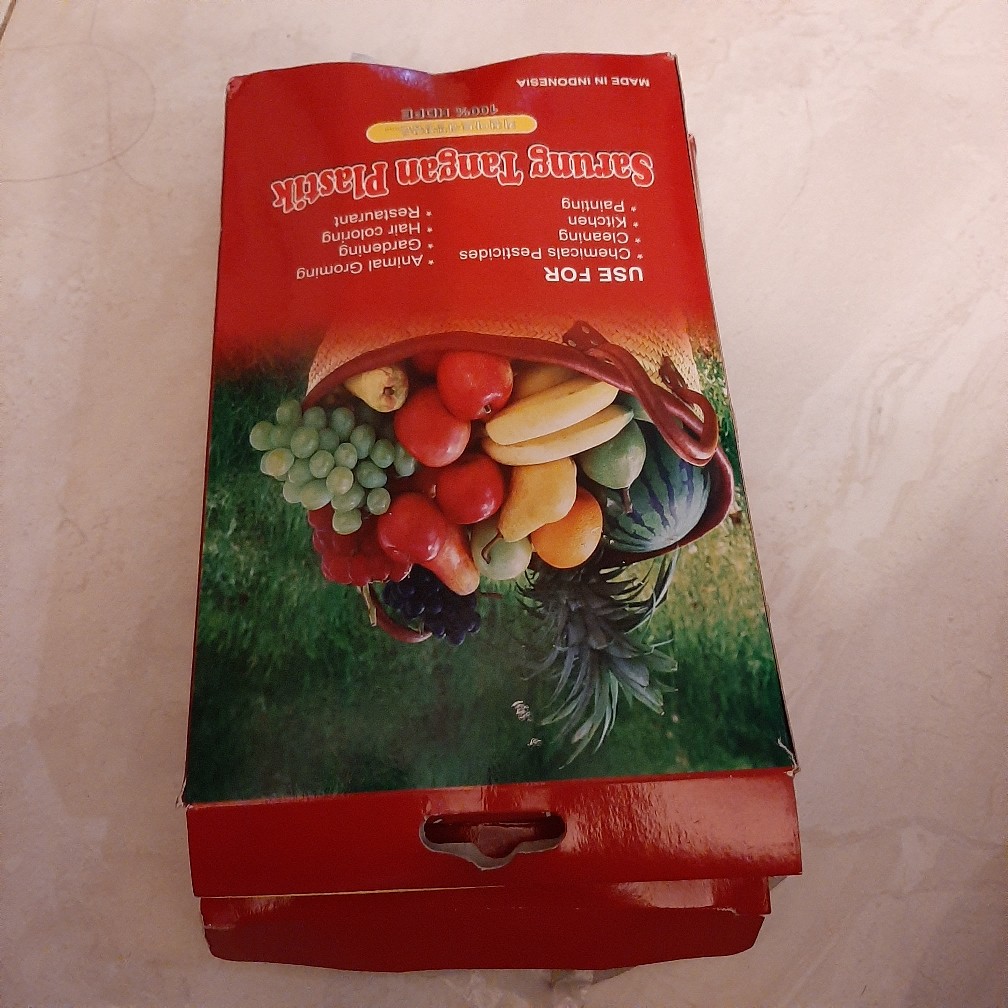 USE FOR
* Chemicals Pesticides
* Cleaning
* Kitchen
* Painting
* Animal Groming
* Gardening
* Hair coloring
* Restaurant
Sarung Tangan Plastik
100% HDPE
MADE IN INDONESIA